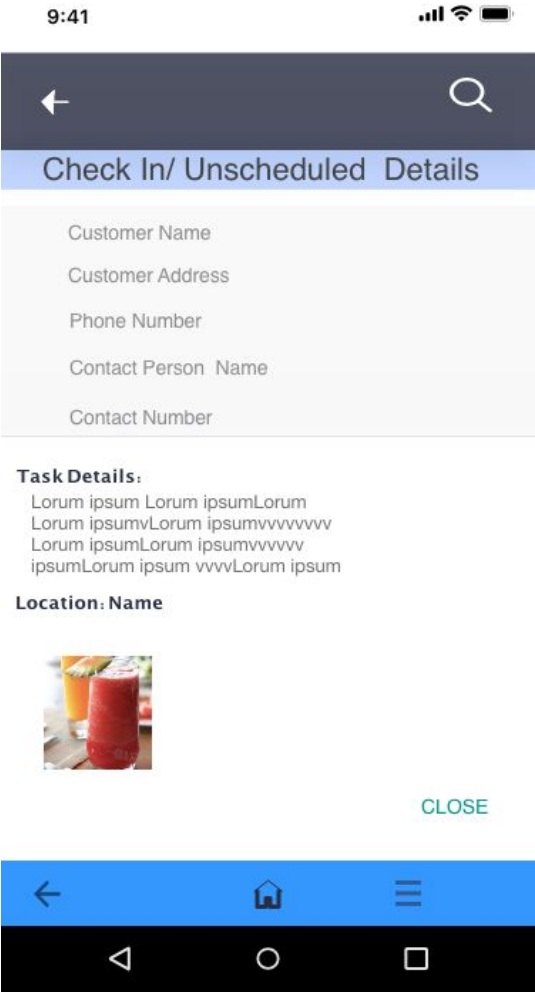 9:41
Check In/ Unscheduled Details
Customer Name
Customer Address
Phone Number
Contact Person Name
Contact Number
Task Details:
Lorum ipsum Lorum ipsumLorum
Lorum ipsumvLorum ipsumvvvvvvvv
Lorum ipsumLorum ipsumvvvvvv
ipsumLorum ipsum vvvvLorum ipsum
Location: Name
CLOSE